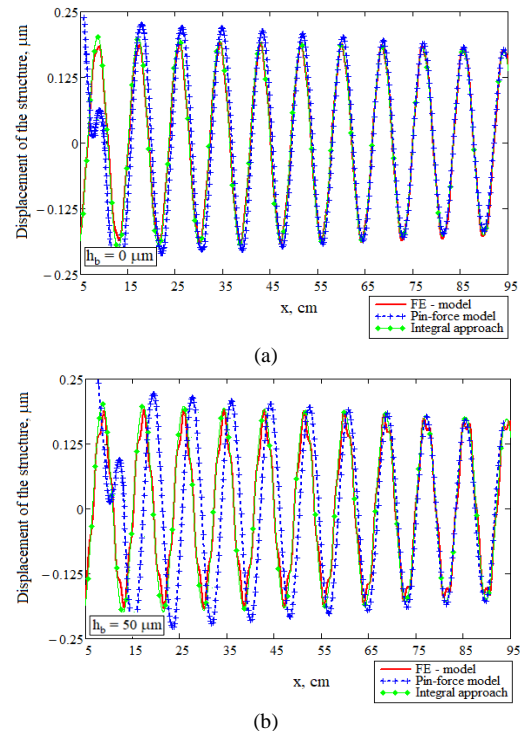 Displacement of the structure, μm
0.25
0.125
0
−0.125
−0.25
h_b = 0 μm
5 15 25 35 45 55 65 75 85 95
x, cm
FE - model
Pin-force model
Integral approach
(a)
Displacement of the structure, μm
0.25
0.125
0
−0.125
−0.25
h_b = 50 μm
5 15 25 35 45 55 65 75 85 95
x, cm
FE - model
Pin-force model
Integral approach
(b)